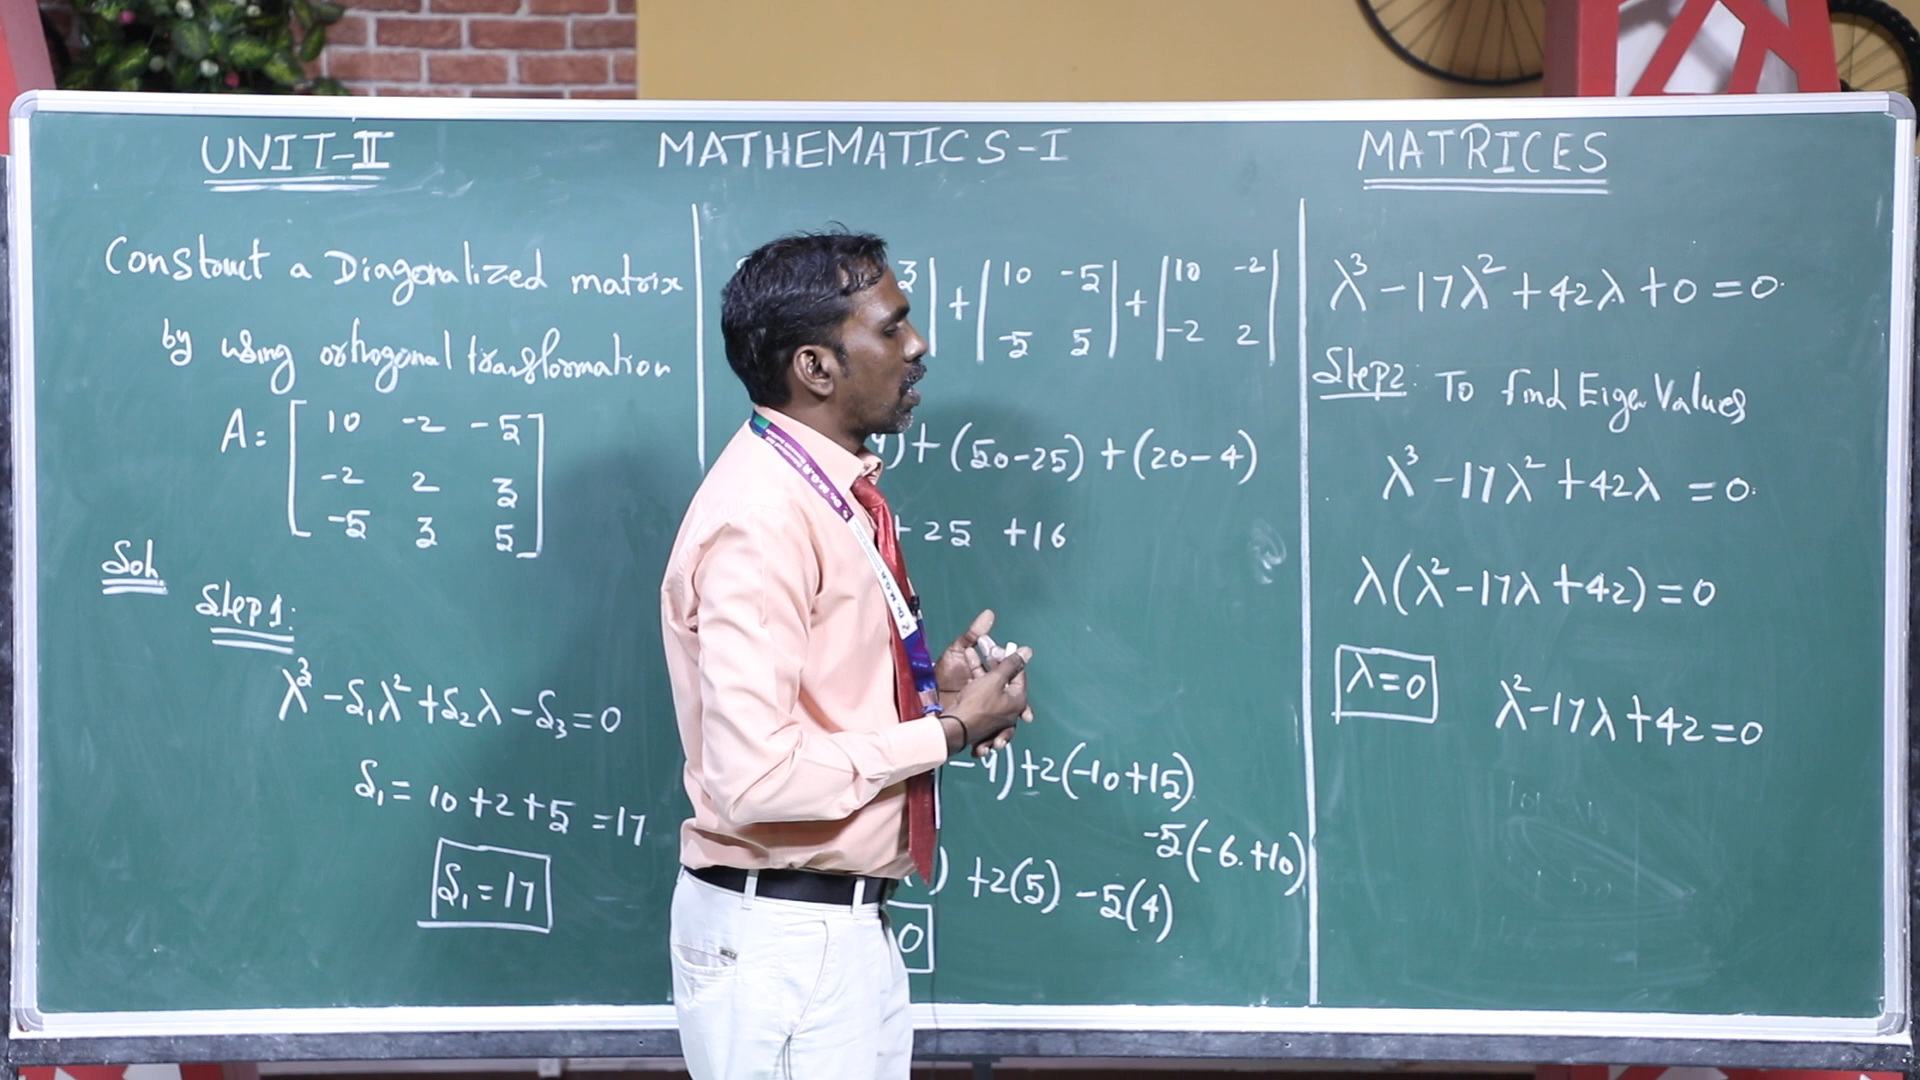 UNIT-II
MATHEMATICS-I
MATRICES
Construct a Diagonalized matrix
by using orthogonal transformation
A = [ 10 -2 -5
-2 2 3
-5 3 5 ]
Soln
Step 1:
λ³ - S₁λ² + S₂λ - S₃ = 0
S₁ = 10 + 2 + 5 = 17
S₁ = 17
3 | + | 10 -5 | + | 10 -2 |
| -5 5 | | -2 2 |
) + (50-25) + (20-4)
+ 25 + 16
-9) + 2(-10+15)
-5(-6+10)
) + 2(5) - 5(4)
0
λ³ - 17λ² + 42λ + 0 = 0
Step 2: To find Eigen Values
λ³ - 17λ² + 42λ = 0
λ(λ² - 17λ + 42) = 0
λ = 0
λ² - 17λ + 42 = 0